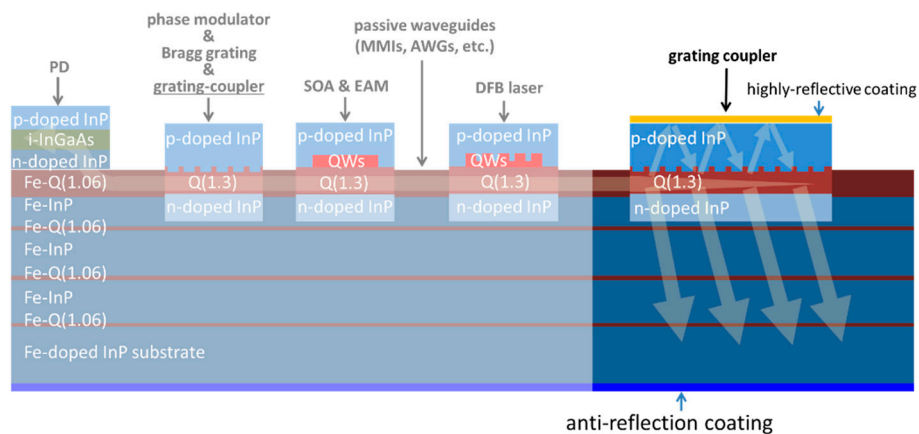 phase modulator
&
Bragg grating
&
grating-coupler
passive waveguides
(MMIs, AWGs, etc.)
PD
SOA & EAM
DFB laser
grating coupler
highly-reflective coating
p-doped InP
i-InGaAs
n-doped InP
p-doped InP
Q(1.3)
n-doped InP
p-doped InP
QWs
Q(1.3)
n-doped InP
p-doped InP
QWs
Q(1.3)
n-doped InP
p-doped InP
Q(1.3)
n-doped InP
Fe-Q(1.06)
Fe-InP
Fe-Q(1.06)
Fe-InP
Fe-Q(1.06)
Fe-InP
Fe-Q(1.06)
Fe-doped InP substrate
anti-reflection coating